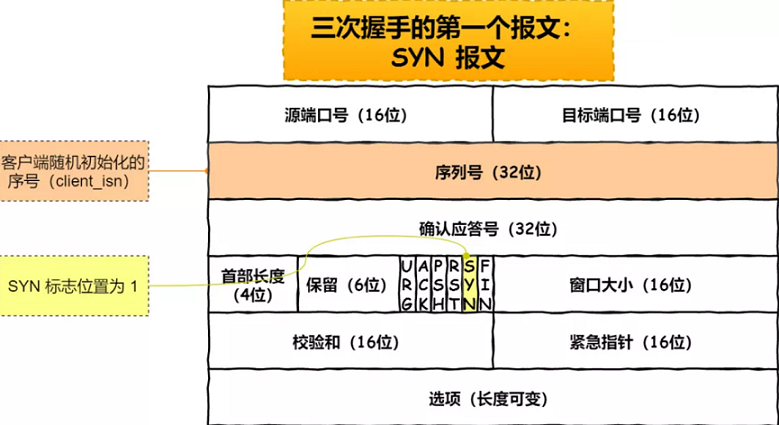 三次握手的第一个报文：
SYN 报文
源端口号（16位）
目标端口号（16位）
客户端随机初始化的
序号（client_isn）
序列号（32位）
确认应答号（32位）
SYN 标志位置为 1
首部长度
（4位）
保留（6位）
URG
ACK
PSH
RST
SYN
FIN
窗口大小（16位）
校验和（16位）
紧急指针（16位）
选项（长度可变）